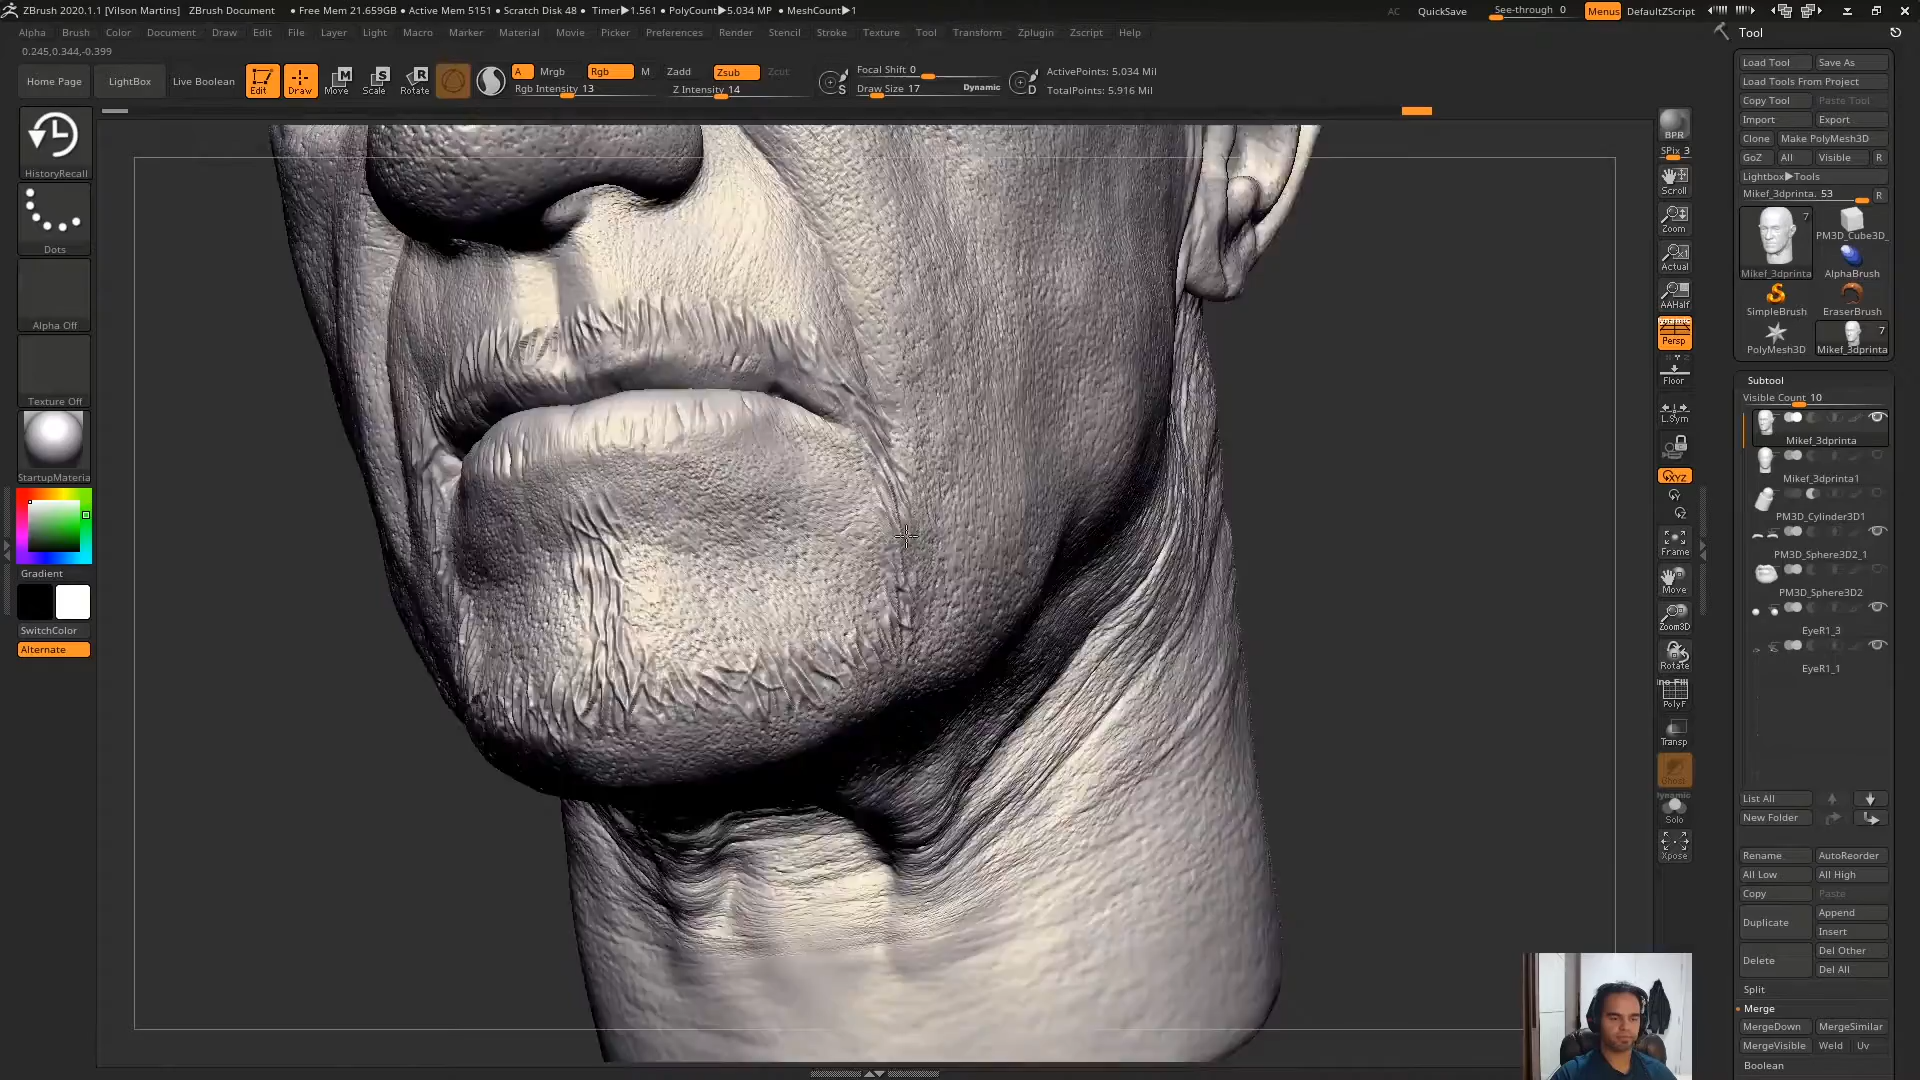 ZBrush 2020.1.1 [Vilson Martins]   ZBrush Document   ● Free Mem 21.659GB ● Active Mem 5151 ● Scratch Disk 48 ● Timer▶1.561 ● PolyCount▶5.034 MP ● MeshCount▶1   AC   QuickSave   See-through 0   Menus   DefaultZScript
Alpha Brush Color Document Draw Edit File Layer Light Macro Marker Material Movie Picker Preferences Render Stencil Stroke Texture Tool Transform Zplugin Zscript Help
0.245,0.344,-0.399
Home Page LightBox Live Boolean Edit Draw Move Scale Rotate
A Mrgb Rgb M Zadd Zsub Zcut
Rgb Intensity 13 Z Intensity 14
S
Focal Shift 0
Draw Size 17 Dynamic
D
ActivePoints: 5.034 Mil
TotalPoints: 5.916 Mil
HistoryRecall
Dots
Alpha Off
Texture Off
StartupMateria
Gradient
SwitchColor
Alternate
BPR
SPix 3
Scroll
Zoom
Actual
AAHalf
Dynamic
Persp
Floor
L.Sym
XYZ
Frame
Move
Zoom3D
Rotate
PolyF
Transp
Ghost
Dynamic
Solo
Xpose
Tool
Load Tool Save As
Load Tools From Project
Copy Tool Paste Tool
Import Export
Clone Make PolyMesh3D
GoZ All Visible R
Lightbox▶Tools
Mikef_3dprinta. 53 R
7
Mikef_3dprinta PM3D_Cube3D_
AlphaBrush
SimpleBrush EraserBrush
7
PolyMesh3D Mikef_3dprinta
Subtool
Visible Count 10
Mikef_3dprinta
Mikef_3dprinta1
PM3D_Cylinder3D1
PM3D_Sphere3D2_1
PM3D_Sphere3D2
EyeR1_3
EyeR1_1
List All
New Folder
Rename AutoReorder
All Low All High
Copy Paste
Duplicate Append
Insert
Delete Del Other
Del All
Split
Merge
MergeDown MergeSimilar
MergeVisible Weld Uv
Boolean